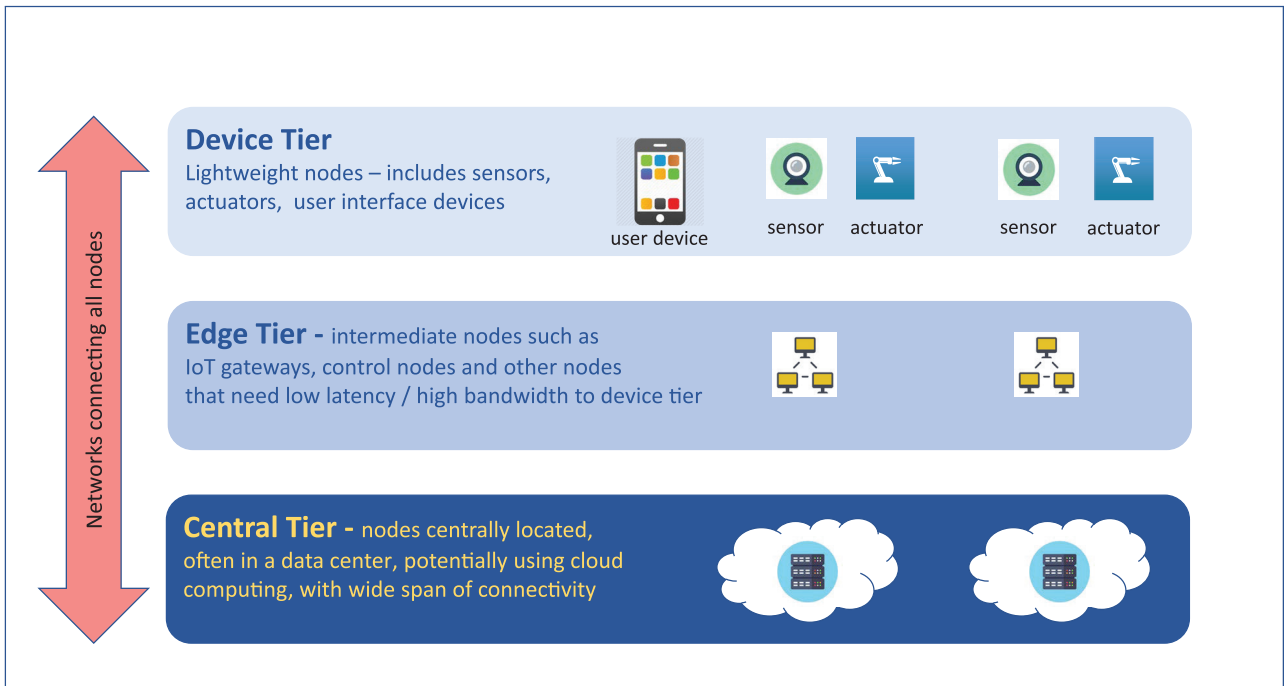 Networks connecting all nodes
Device Tier
Lightweight nodes – includes sensors,
actuators,  user interface devices
user device
sensor
actuator
sensor
actuator
Edge Tier - intermediate nodes such as
IoT gateways, control nodes and other nodes
that need low latency / high bandwidth to device tier
Central Tier - nodes centrally located,
often in a data center, potentially using cloud
computing, with wide span of connectivity